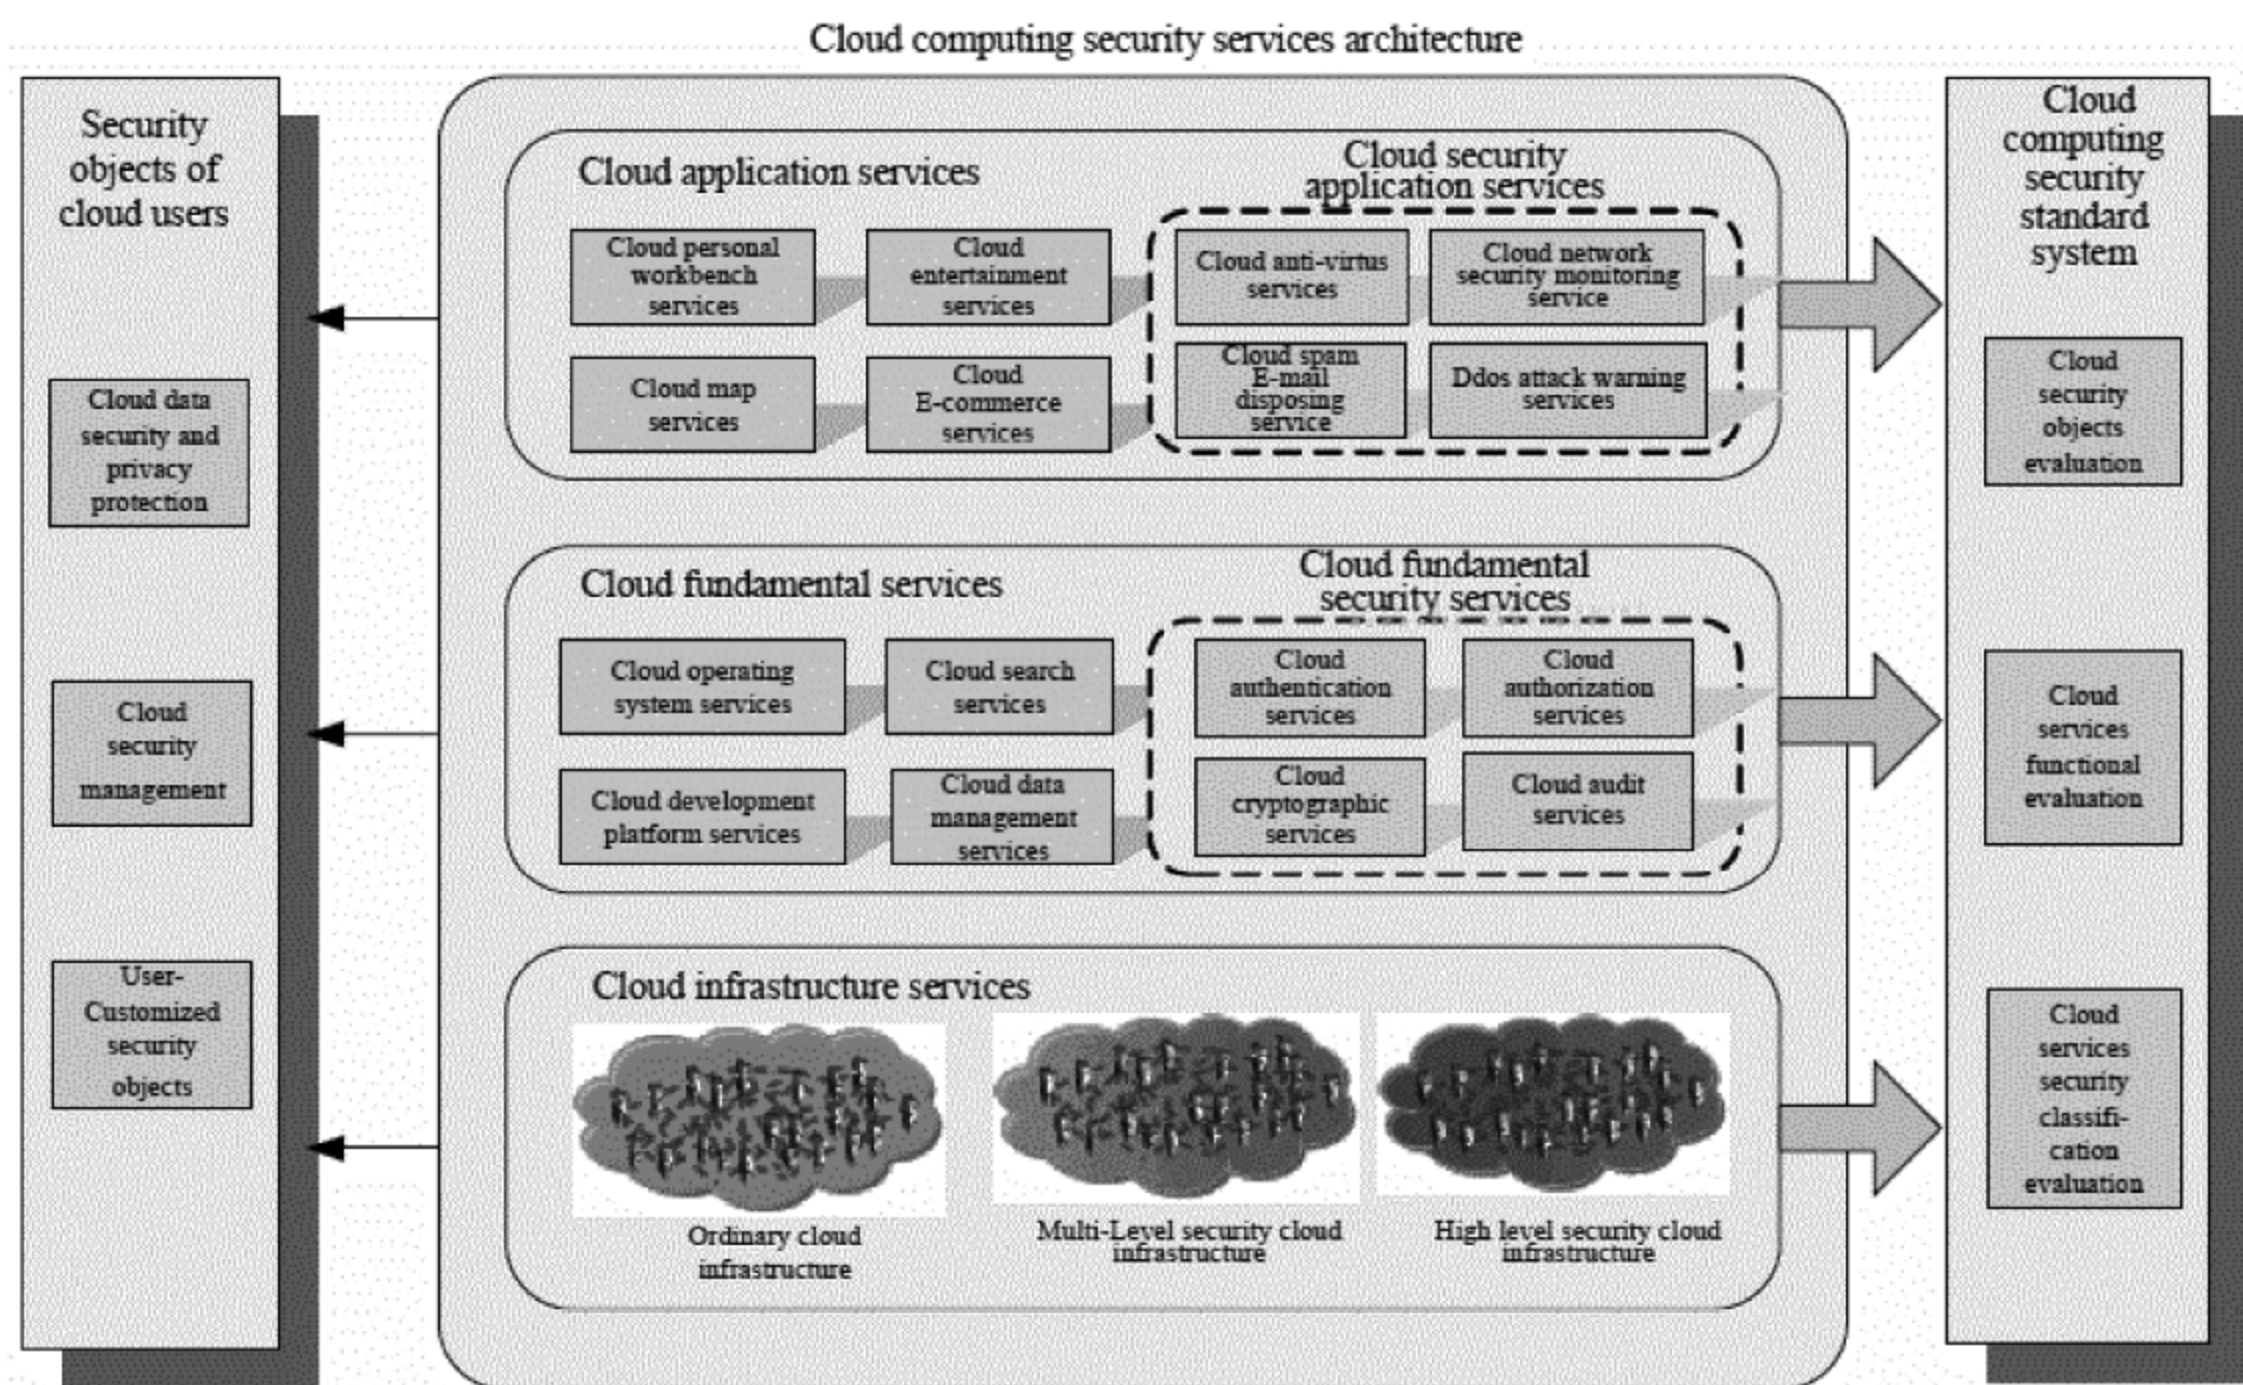 Cloud computing security services architecture
Security
objects of
cloud users
Cloud data
security and
privacy
protection
Cloud
security
management
User-
Customized
security
objects
Cloud application services
Cloud security
application services
Cloud personal
workbench
services
Cloud
entertainment
services
Cloud anti-virtus
services
Cloud network
security monitoring
service
Cloud map
services
Cloud
E-commerce
services
Cloud spam
E-mail
disposing
service
Ddos attack warning
services
Cloud fundamental services
Cloud fundamental
security services
Cloud operating
system services
Cloud search
services
Cloud
authentication
services
Cloud
authorization
services
Cloud development
platform services
Cloud data
management
services
Cloud
cryptographic
services
Cloud audit
services
Cloud infrastructure services
Ordinary cloud
infrastructure
Multi-Level security cloud
infrastructure
High level security cloud
infrastructure
Cloud
computing
security
standard
system
Cloud
security
objects
evaluation
Cloud
services
functional
evaluation
Cloud
services
security
classifi-
cation
evaluation